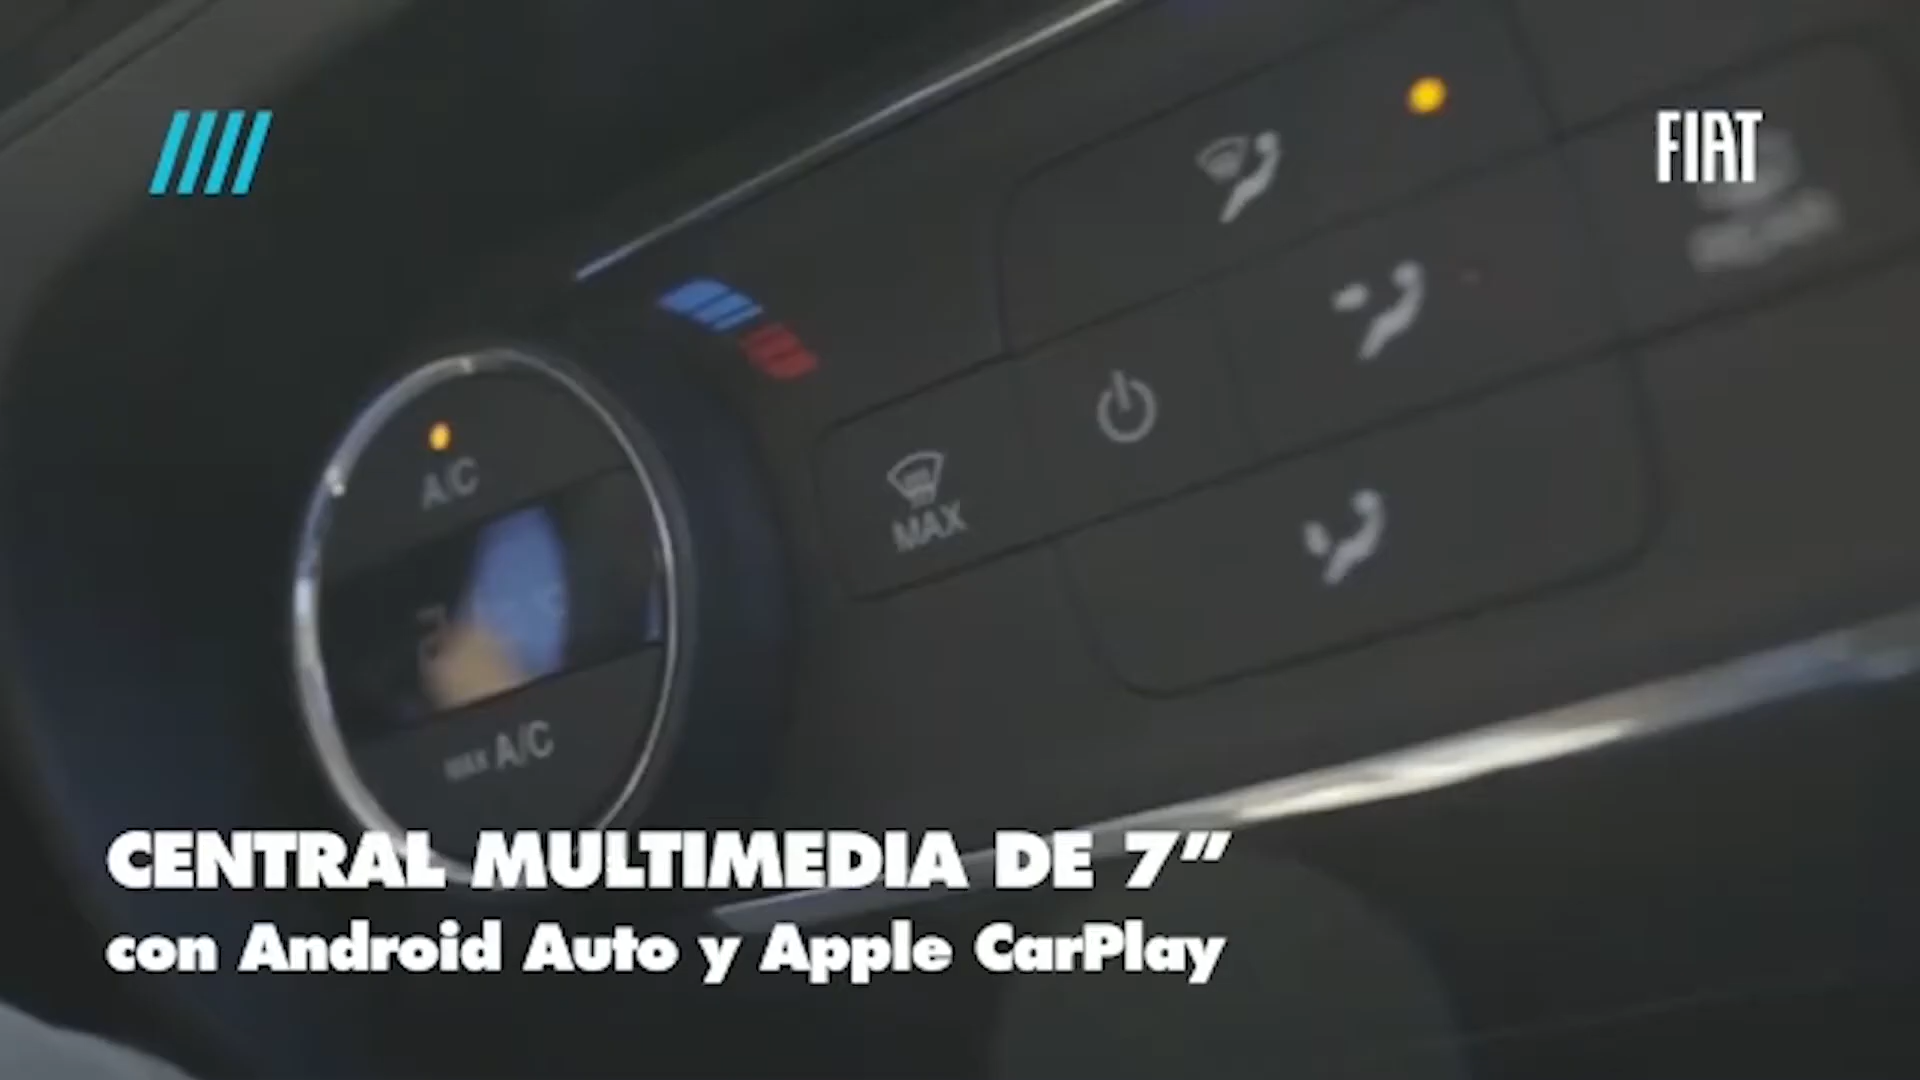 FIAT
A/C
MAX
MAX A/C
CENTRAL MULTIMEDIA DE 7”
con Android Auto y Apple CarPlay